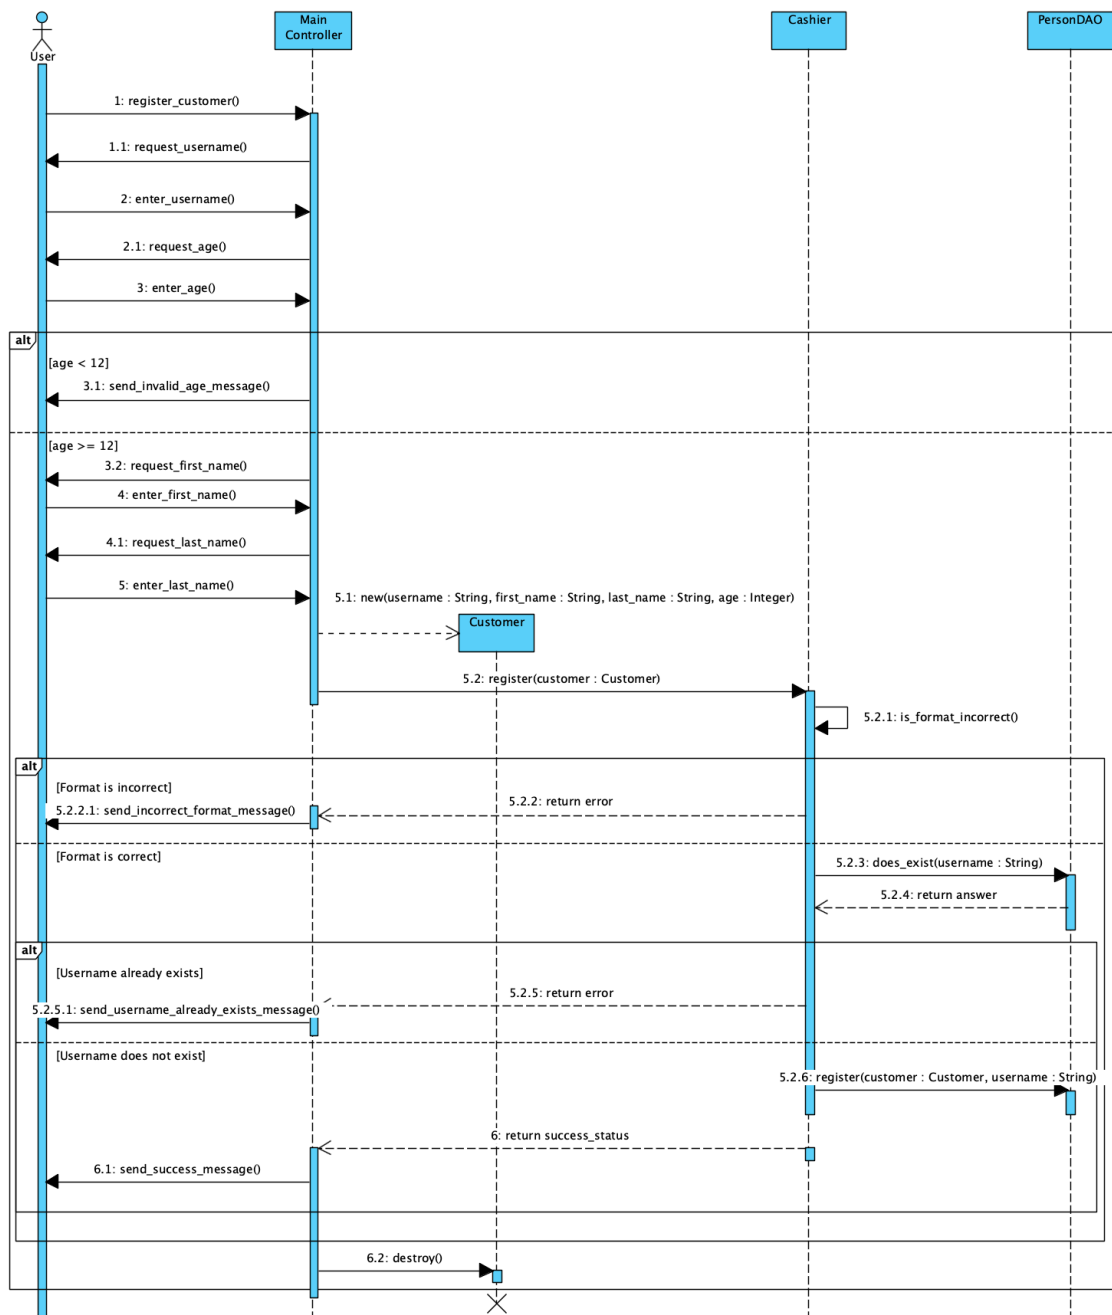 Main
Controller
Cashier
PersonDAO
User
1: register_customer()
1.1: request_username()
2: enter_username()
2.1: request_age()
3: enter_age()
alt
[age < 12]
3.1: send_invalid_age_message()
[age >= 12]
3.2: request_first_name()
4: enter_first_name()
4.1: request_last_name()
5: enter_last_name()
5.1: new(username : String, first_name : String, last_name : String, age : Integer)
Customer
5.2: register(customer : Customer)
5.2.1: is_format_incorrect()
alt
[Format is incorrect]
5.2.2: return error
5.2.2.1: send_incorrect_format_message()
[Format is correct]
5.2.3: does_exist(username : String)
5.2.4: return answer
alt
[Username already exists]
5.2.5: return error
5.2.5.1: send_username_already_exists_message()
[Username does not exist]
5.2.6: register(customer : Customer, username : String)
6: return success_status
6.1: send_success_message()
6.2: destroy()